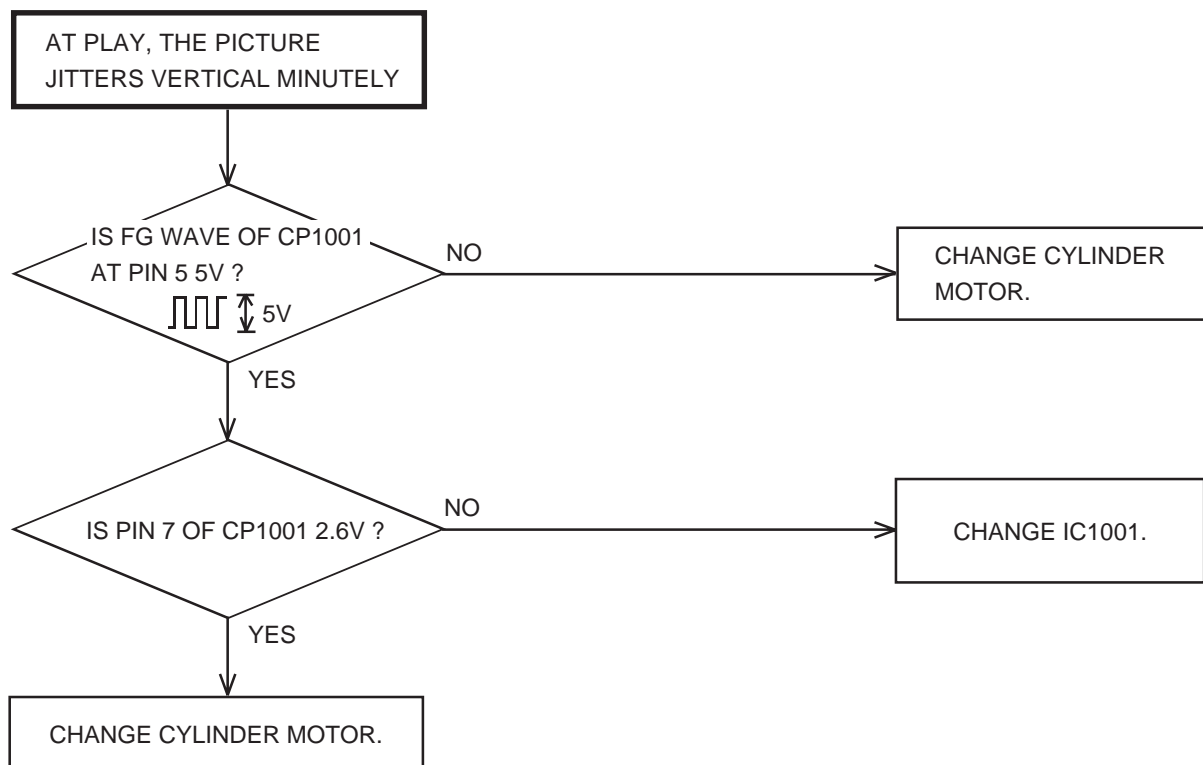 AT PLAY, THE PICTURE
JITTERS VERTICAL MINUTELY
IS FG WAVE OF CP1001
AT PIN 5 5V ?
5V
NO
CHANGE CYLINDER
MOTOR.
YES
IS PIN 7 OF CP1001 2.6V ?
NO
CHANGE IC1001.
YES
CHANGE CYLINDER MOTOR.